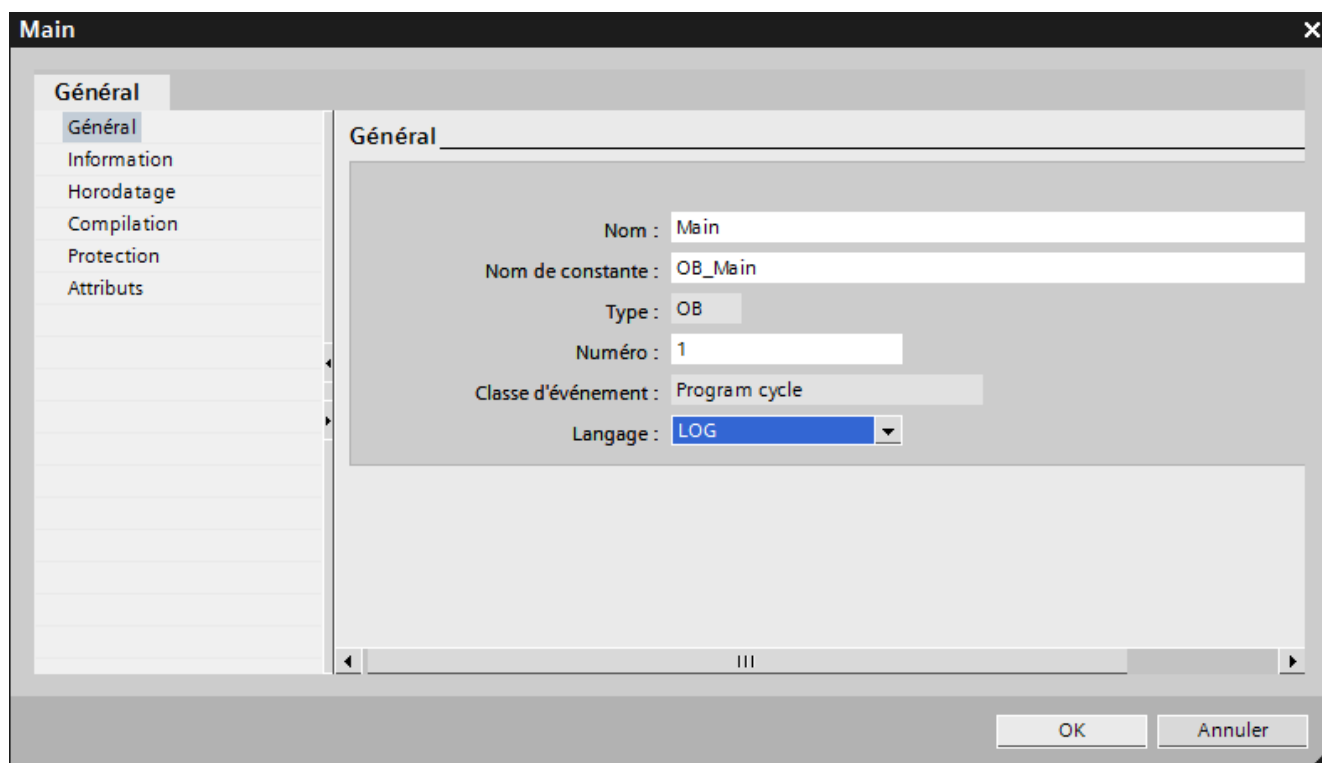 Main
Général
Général
Information
Horodatage
Compilation
Protection
Attributs
Général
Nom : Main
Nom de constante : OB_Main
Type : OB
Numéro : 1
Classe d'événement : Program cycle
Langage : LOG
OK Annuler